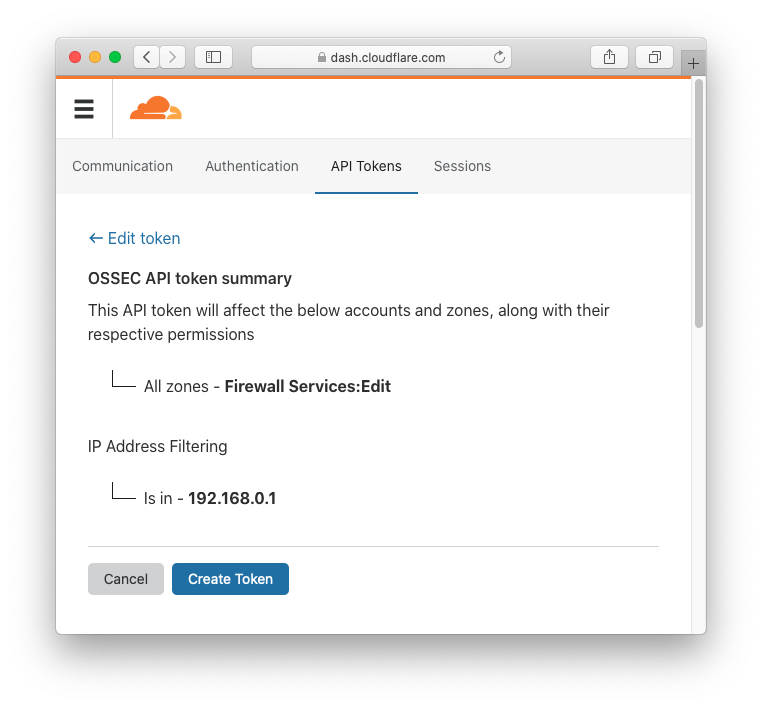 dash.cloudflare.com
Communication Authentication API Tokens Sessions
← Edit token
OSSEC API token summary
This API token will affect the below accounts and zones, along with their
respective permissions
All zones - Firewall Services:Edit
IP Address Filtering
Is in - 192.168.0.1
Cancel Create Token